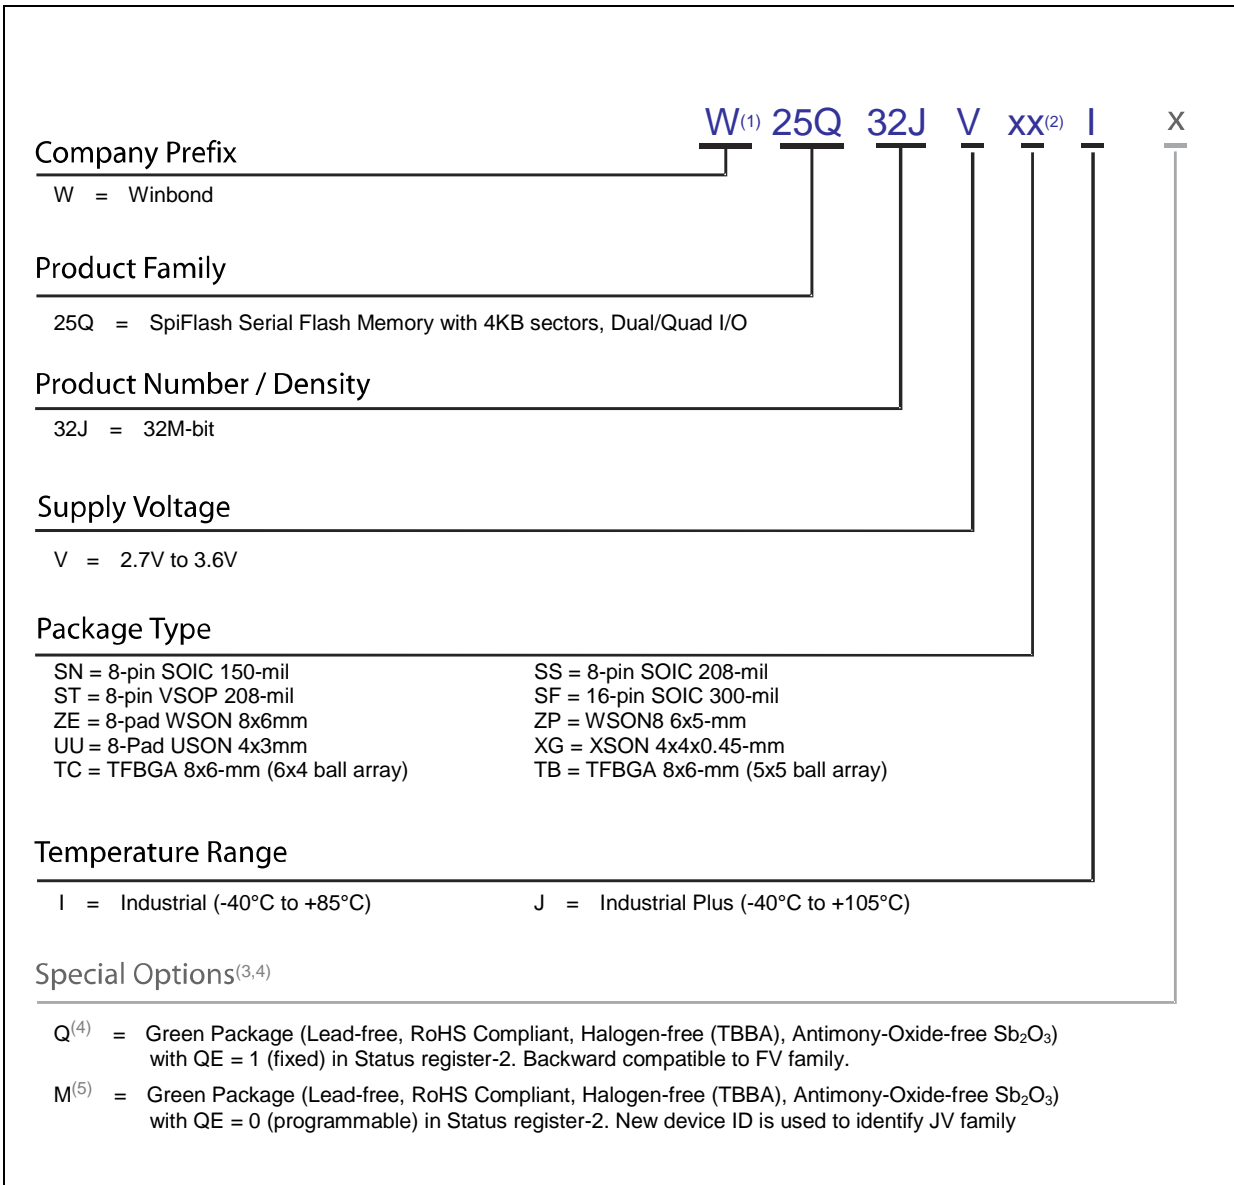 W(1) 25Q 32J V xx(2) I x
Company Prefix
W = Winbond
Product Family
25Q = SpiFlash Serial Flash Memory with 4KB sectors, Dual/Quad I/O
Product Number / Density
32J = 32M-bit
Supply Voltage
V = 2.7V to 3.6V
Package Type
SN = 8-pin SOIC 150-mil SS = 8-pin SOIC 208-mil
ST = 8-pin VSOP 208-mil SF = 16-pin SOIC 300-mil
ZE = 8-pad WSON 8x6mm ZP = WSON8 6x5-mm
UU = 8-Pad USON 4x3mm XG = XSON 4x4x0.45-mm
TC = TFBGA 8x6-mm (6x4 ball array) TB = TFBGA 8x6-mm (5x5 ball array)
Temperature Range
I = Industrial (-40°C to +85°C) J = Industrial Plus (-40°C to +105°C)
Special Options(3,4)
Q(4) = Green Package (Lead-free, RoHS Compliant, Halogen-free (TBBA), Antimony-Oxide-free Sb2O3)
with QE = 1 (fixed) in Status register-2. Backward compatible to FV family.
M(5) = Green Package (Lead-free, RoHS Compliant, Halogen-free (TBBA), Antimony-Oxide-free Sb2O3)
with QE = 0 (programmable) in Status register-2. New device ID is used to identify JV family